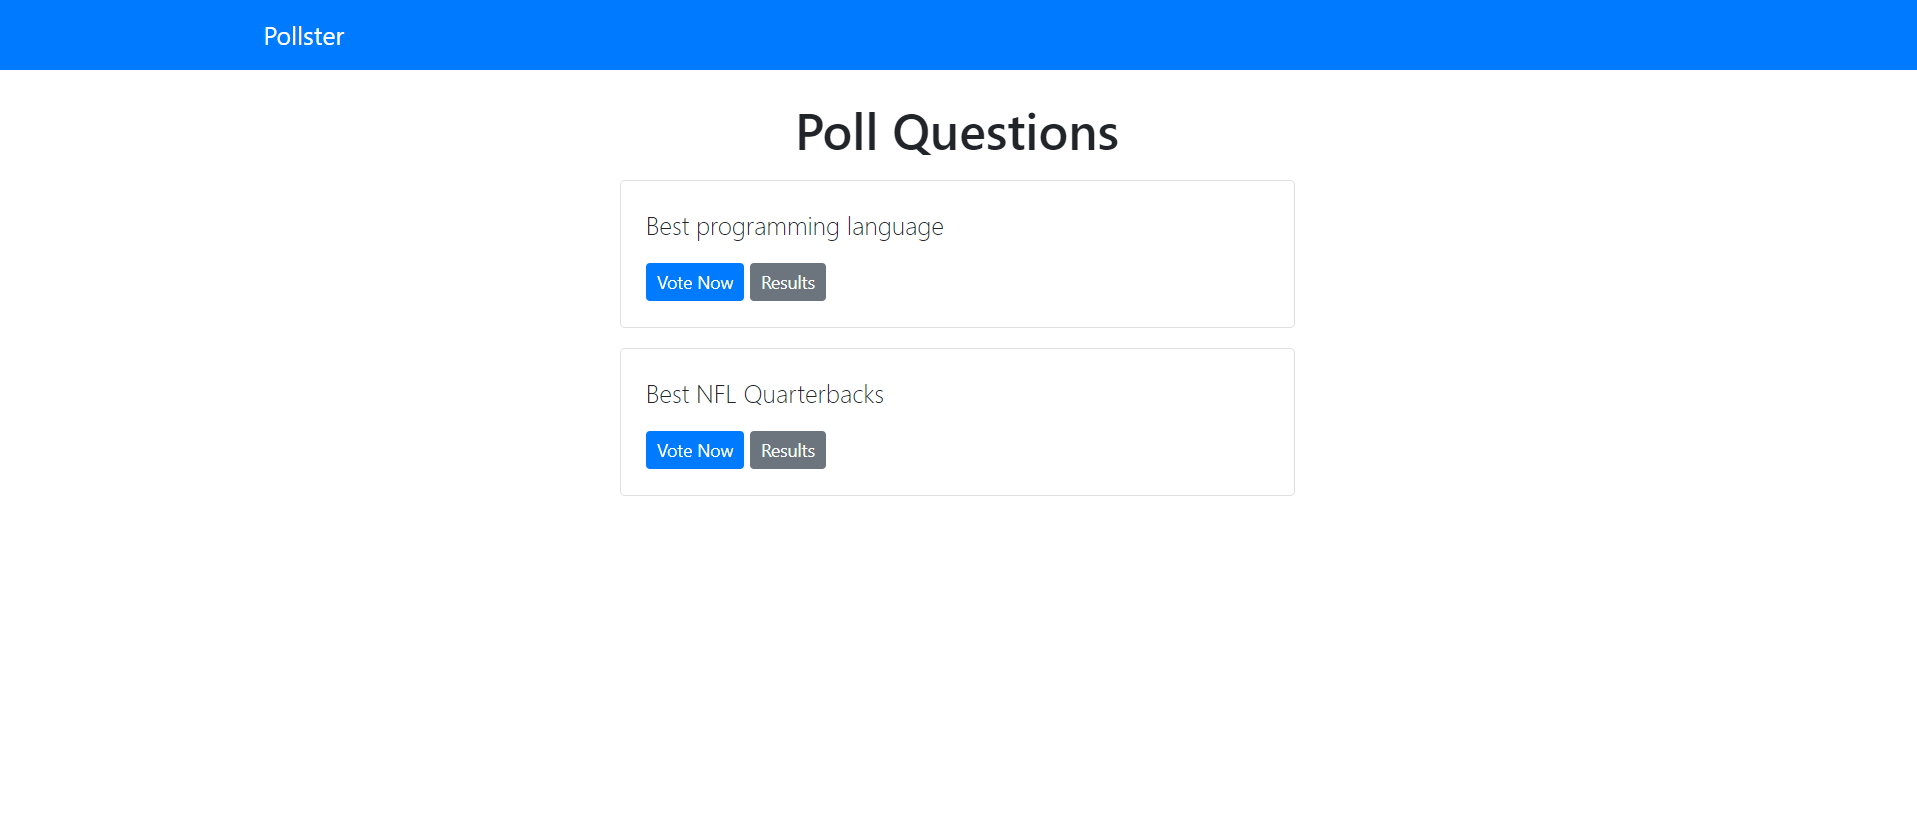 Pollster
Poll Questions
Best programming language
Vote Now Results
Best NFL Quarterbacks
Vote Now Results